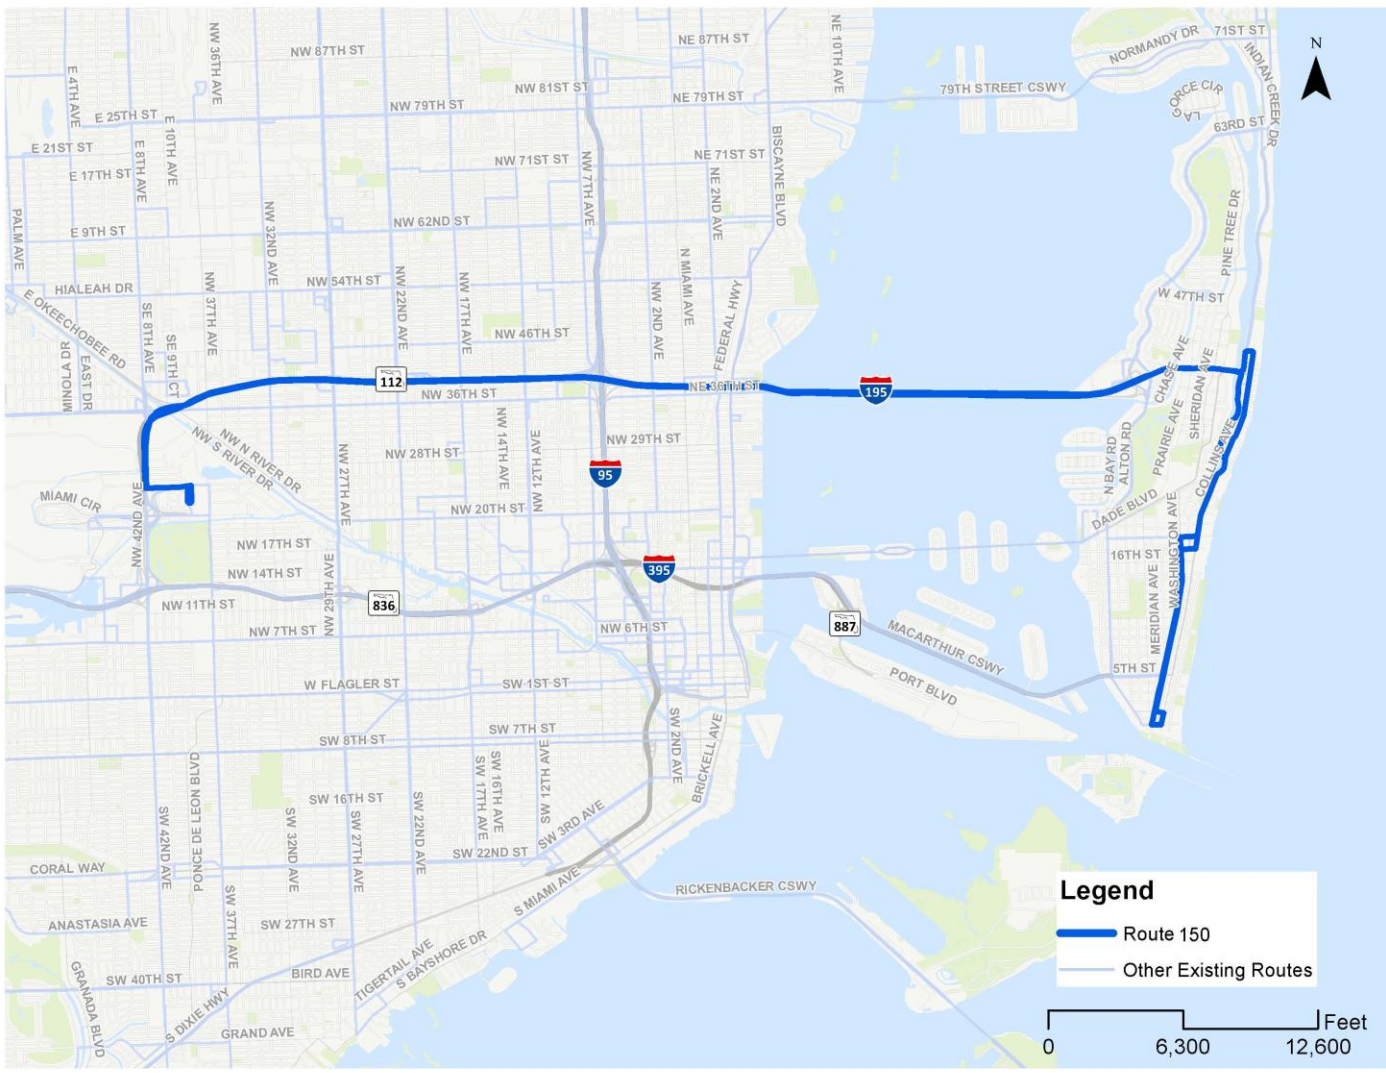 N
71ST ST
NORMANDY DR
INDIAN CREEK DR
NE 10TH AVE
NE 87TH ST
NW 36TH AVE
NW 87TH ST
E 4TH AVE
NW 81ST ST
79TH STREET CSWY
LA GORCE CIR
NE 79TH ST
NW 79TH ST
E 25TH ST
63RD ST
E 10TH AVE
E 8TH AVE
BISCAYNE BLVD
E 21ST ST
NW 71ST ST
NE 71ST ST
NW 7TH AVE
NE 2ND AVE
E 17TH ST
PINE TREE DR
PALM AVE
NW 32ND AVE
NW 62ND ST
E 9TH ST
N MIAMI AVE
NW 54TH ST
HIALEAH DR
NW 37TH AVE
NW 22ND AVE
NW 17TH AVE
NW 2ND AVE
FEDERAL HWY
W 47TH ST
E OKEECHOBEE RD
SE 8TH AVE
SE 9TH CT
NW 46TH ST
MINOLA DR
EAST DR
CHASE AVE
SHERIDAN AVE
112
NW 36TH ST
NE 36TH ST
195
PRAIRIE AVE
COLLINS AVE
N BAY RD
ALTON RD
NW N RIVER DR
NW S RIVER DR
NW 14TH AVE
NW 12TH AVE
NW 29TH ST
NW 28TH ST
NW 27TH AVE
95
MIAMI CIR
NW 42ND AVE
NW 20TH ST
DADE BLVD
WASHINGTON AVE
NW 17TH ST
16TH ST
NW 14TH ST
NW 29TH AVE
395
MERIDIAN AVE
NW 11TH ST
836
NW 7TH ST
NW 6TH ST
887
MACARTHUR CSWY
5TH ST
PORT BLVD
W FLAGLER ST
SW 1ST ST
SW 7TH ST
SW 8TH ST
SW 2ND AVE
BRICKELL AVE
PONCE DE LEON BLVD
SW 17TH AVE
SW 16TH AVE
SW 12TH AVE
SW 16TH ST
SW 42ND AVE
SW 32ND AVE
SW 27TH AVE
SW 22ND AVE
SW 3RD AVE
SW 22ND ST
CORAL WAY
S MIAMI AVE
RICKENBACKER CSWY
SW 37TH AVE
ANASTASIA AVE
SW 27TH ST
Legend
Route 150
Other Existing Routes
TIGERTAIL AVE
S BAYSHORE DR
BIRD AVE
SW 40TH ST
GRANADA BLVD
S DIXIE HWY
GRAND AVE
Feet
0 6,300 12,600